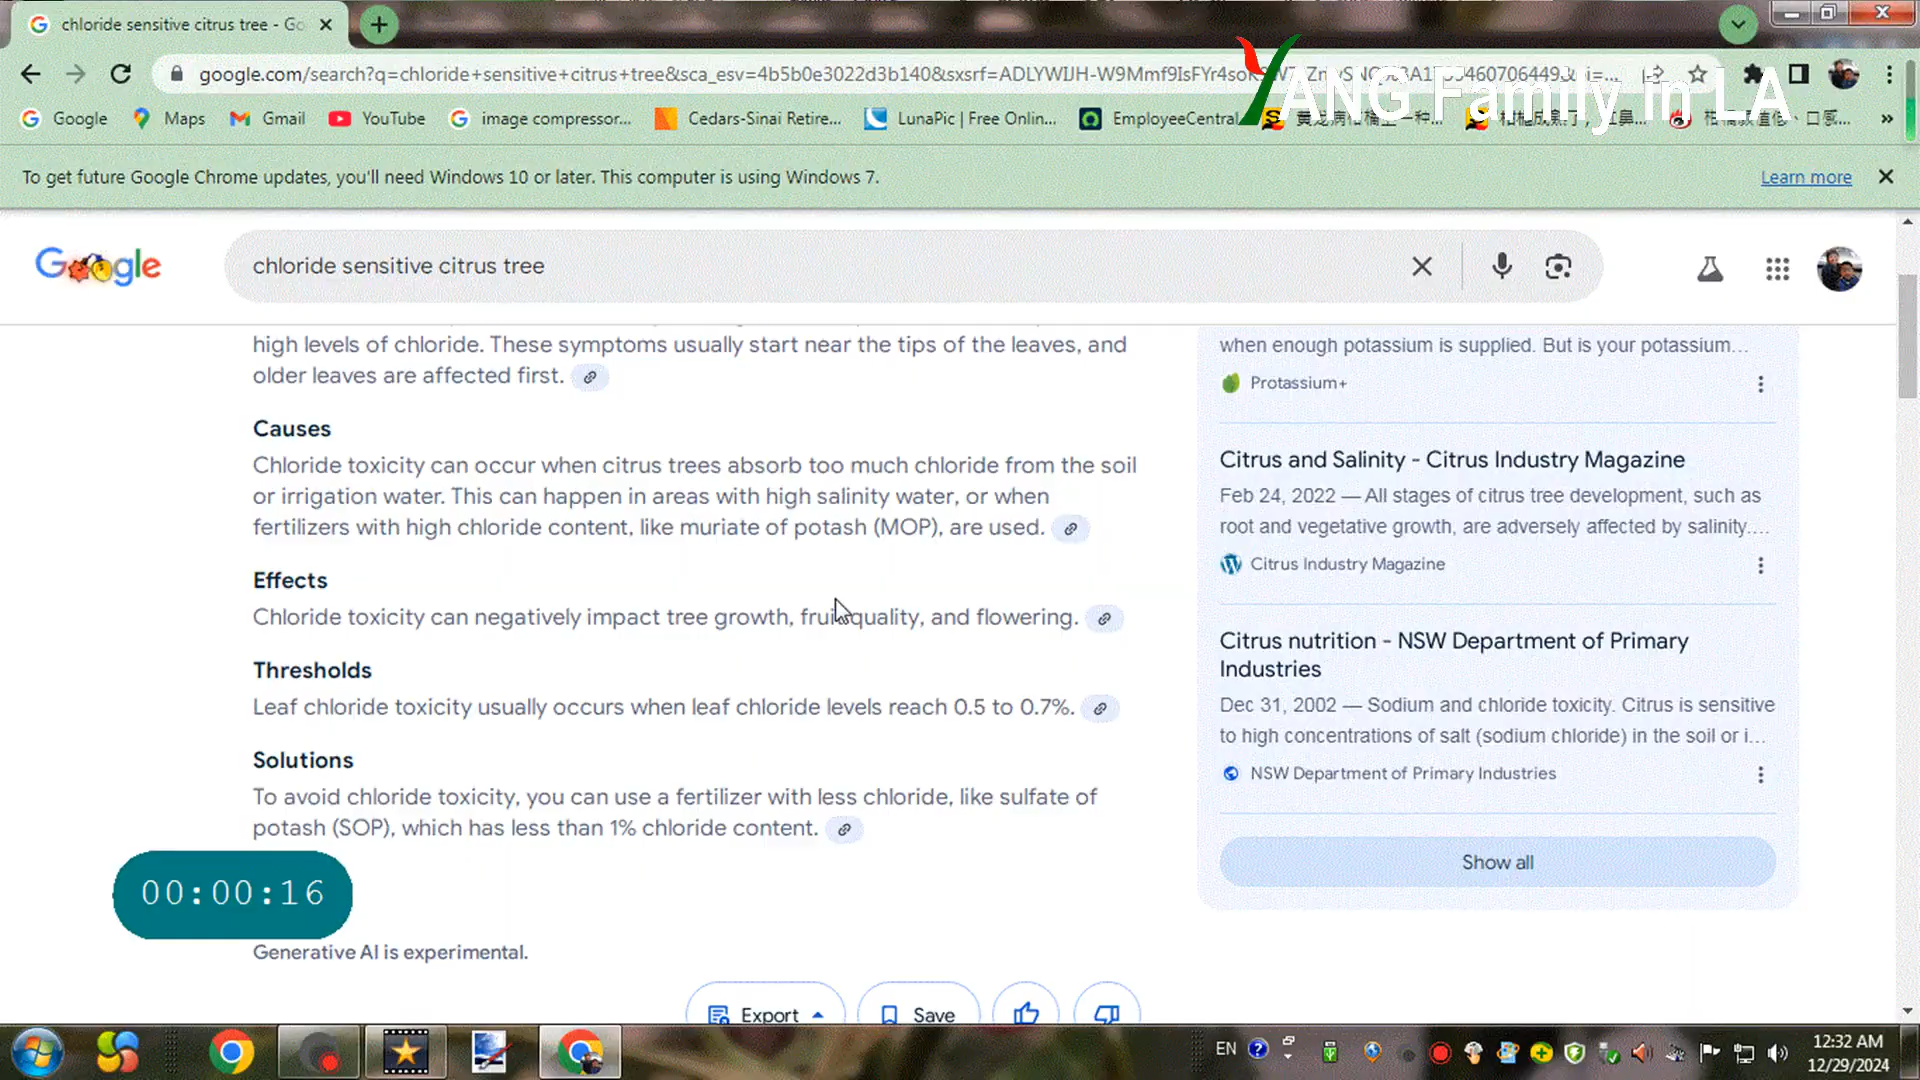 chloride sensitive citrus tree - Go
YANG Family in LA
google.com/search?q=chloride+sensitive+citrus+tree&sca_esv=4b5b0e3022d3b140&sxsrf=ADLYWIJH-W9Mmf9IsFYr4so
Google
Maps
Gmail
YouTube
image compressor...
Cedars-Sinai Retire...
LunaPic | Free Onlin...
EmployeeCentral
»
To get future Google Chrome updates, you'll need Windows 10 or later. This computer is using Windows 7.
Learn more
Google
chloride sensitive citrus tree
high levels of chloride. These symptoms usually start near the tips of the leaves, and
older leaves are affected first.
Causes
Chloride toxicity can occur when citrus trees absorb too much chloride from the soil
or irrigation water. This can happen in areas with high salinity water, or when
fertilizers with high chloride content, like muriate of potash (MOP), are used.
Effects
Chloride toxicity can negatively impact tree growth, fruit quality, and flowering.
Thresholds
Leaf chloride toxicity usually occurs when leaf chloride levels reach 0.5 to 0.7%.
Solutions
To avoid chloride toxicity, you can use a fertilizer with less chloride, like sulfate of
potash (SOP), which has less than 1% chloride content.
00:00:16
Generative AI is experimental.
Export
Save
when enough potassium is supplied. But is your potassium...
Protassium+
Citrus and Salinity - Citrus Industry Magazine
Feb 24, 2022 — All stages of citrus tree development, such as
root and vegetative growth, are adversely affected by salinity....
Citrus Industry Magazine
Citrus nutrition - NSW Department of Primary
Industries
Dec 31, 2002 — Sodium and chloride toxicity. Citrus is sensitive
to high concentrations of salt (sodium chloride) in the soil or i...
NSW Department of Primary Industries
Show all
EN
12:32 AM
12/29/2024